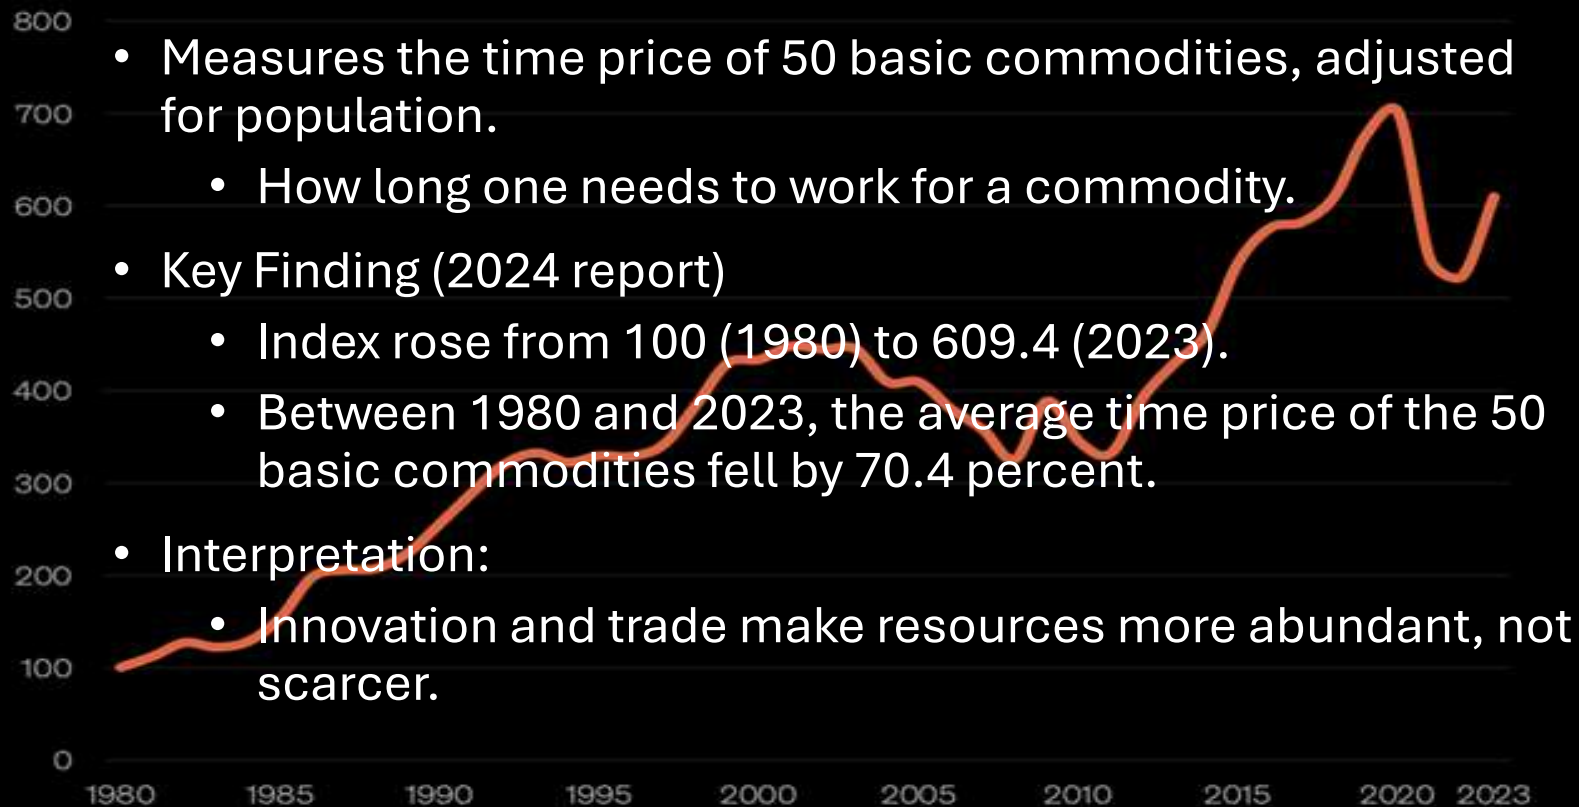 800
• Measures the time price of 50 basic commodities, adjusted
700
for population.
• How long one needs to work for a commodity.
600
• Key Finding (2024 report)
500
• Index rose from 100 (1980) to 609.4 (2023).
400
• Between 1980 and 2023, the average time price of the 50
basic commodities fell by 70.4 percent.
300
• Interpretation:
200
• Innovation and trade make resources more abundant, not
100
scarcer.
0
1980 1985 1990 1995 2000 2005 2010 2015 2020 2023